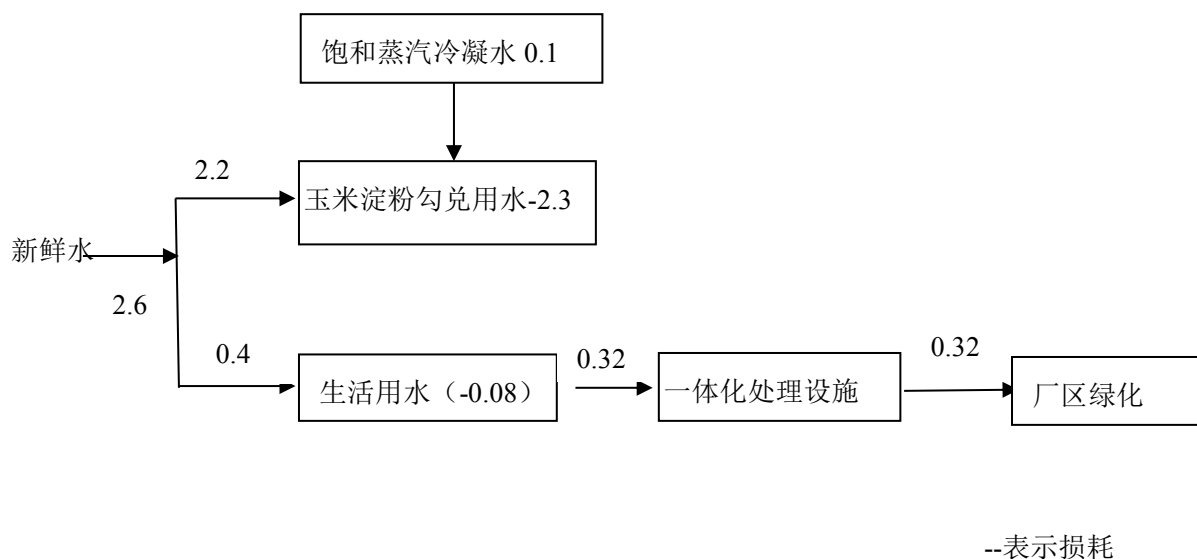 饱和蒸汽冷凝水 0.1
2.2
玉米淀粉勾兑用水-2.3
新鲜水
2.6
0.4
生活用水（-0.08）
0.32
一体化处理设施
0.32
厂区绿化
--表示损耗